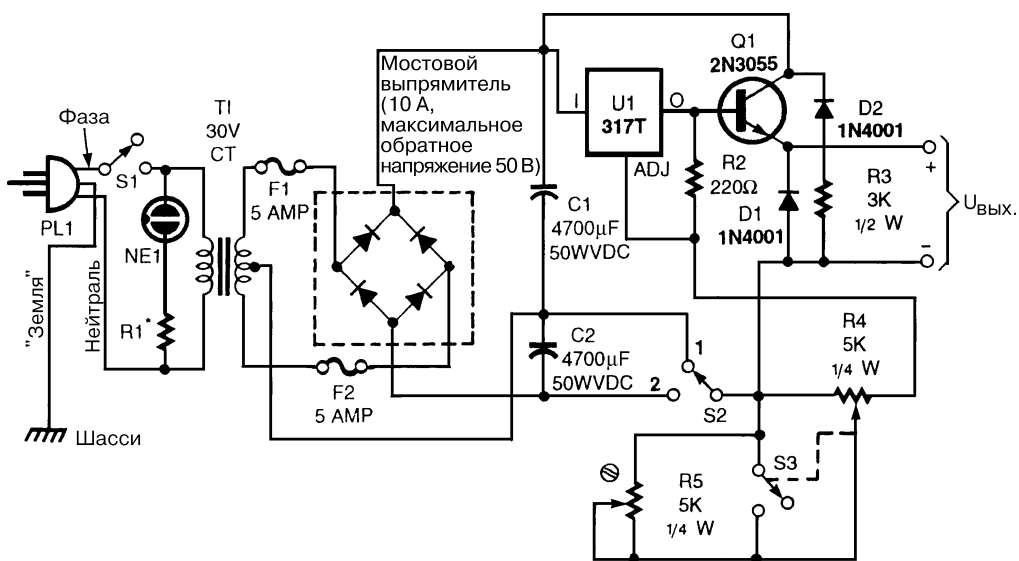 Фаза
S1
PL1
"Земля"
Нейтраль
Шасси
NE1
R1*
T1
30V
CT
F1
5 AMP
F2
5 AMP
Мостовой
выпрямитель
(10 А,
максимальное
обратное
напряжение 50 В)
C1
4700µF
50WVDC
C2
4700µF
50WVDC
I
U1
317T
O
ADJ
Q1
2N3055
R2
220Ω
D1
1N4001
D2
1N4001
R3
3K
1/2 W
+
-
Uвых.
1
2
S2
R4
5K
1/4 W
S3
R5
5K
1/4 W